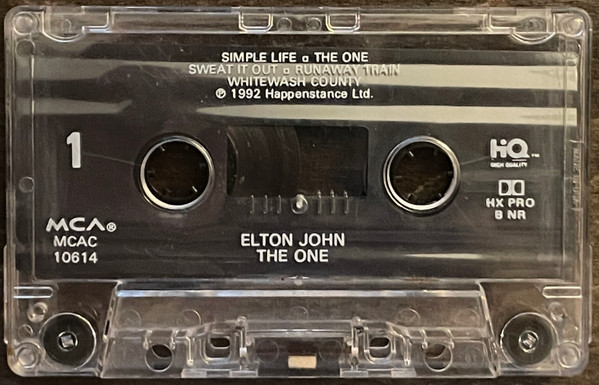 SIMPLE LIFE ▫ THE ONE
SWEAT IT OUT ▫ RUNAWAY TRAIN
WHITEWASH COUNTY
℗ 1992 Happenstance Ltd.
1
HiQ™
HIGH QUALITY
HX PRO
B NR
MCA®
MCAC
10614
ELTON JOHN
THE ONE